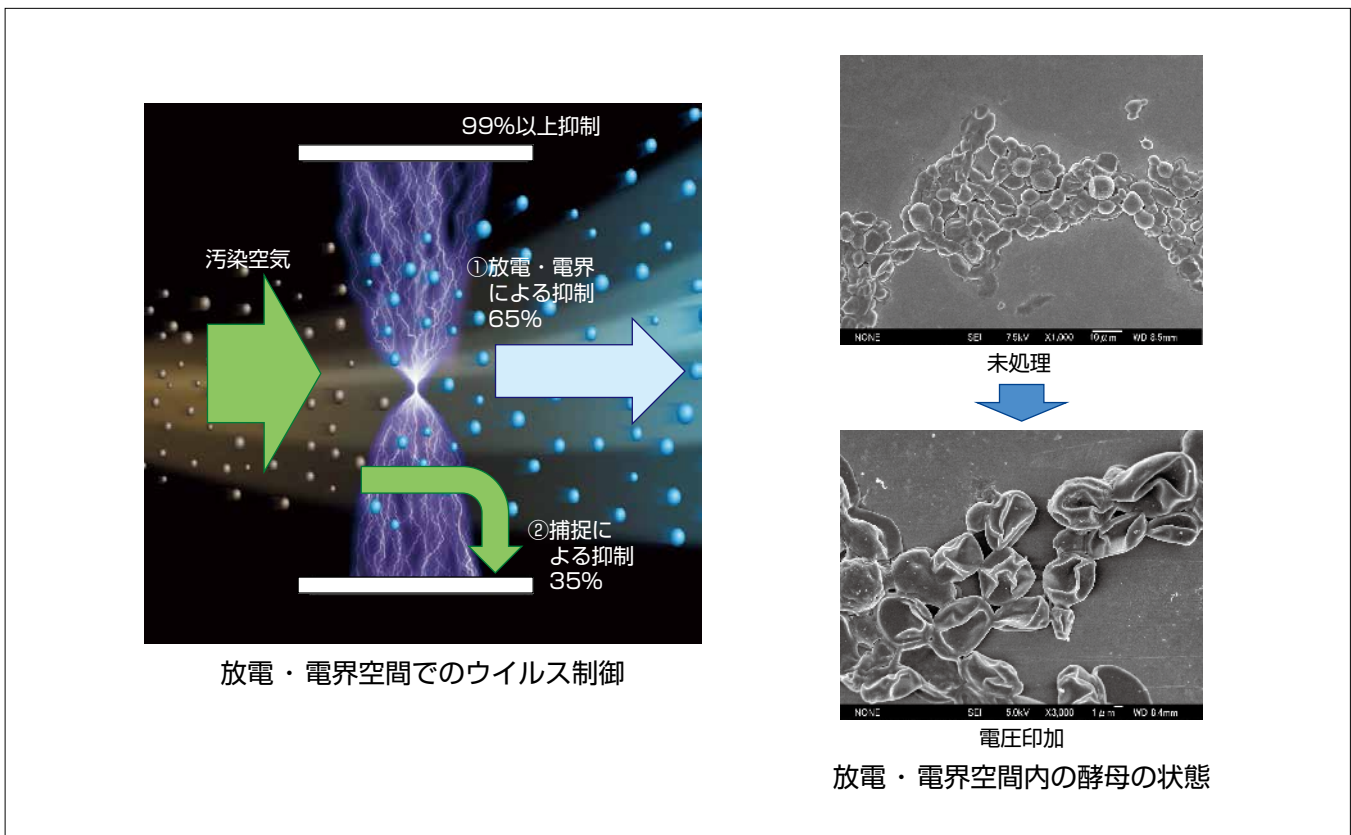 99%以上抑制
汚染空気
①放電・電界
による抑制
65%
②捕捉に
よる抑制
35%
放電・電界空間でのウイルス制御
NONE SEI 7.5kV X1,000 10μm WD 8.5mm
未処理
NONE SEI 5.0kV X3,000 1μm WD 8.4mm
電圧印加
放電・電界空間内の酵母の状態